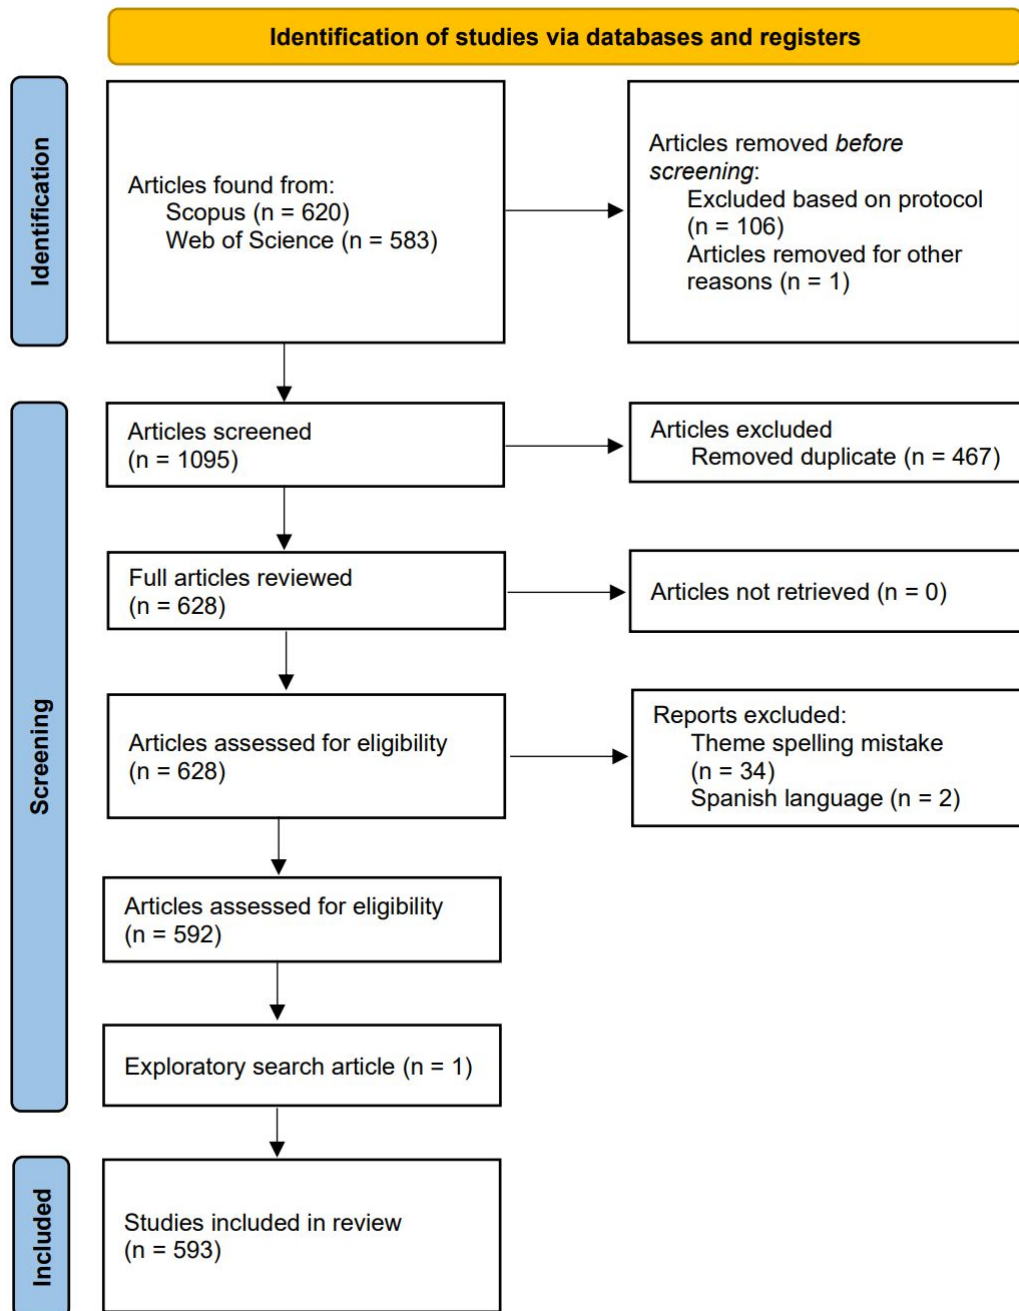 Identification of studies via databases and registers
Identification
Articles found from:
Scopus (n = 620)
Web of Science (n = 583)
Articles removed before
screening:
Excluded based on protocol
(n = 106)
Articles removed for other
reasons (n = 1)
Screening
Articles screened
(n = 1095)
Articles excluded
Removed duplicate (n = 467)
Full articles reviewed
(n = 628)
Articles not retrieved (n = 0)
Articles assessed for eligibility
(n = 628)
Reports excluded:
Theme spelling mistake
(n = 34)
Spanish language (n = 2)
Articles assessed for eligibility
(n = 592)
Exploratory search article (n = 1)
Included
Studies included in review
(n = 593)